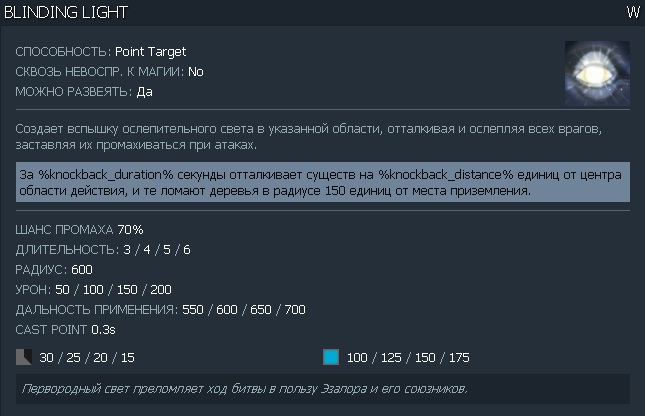 BLINDING LIGHT W
СПОСОБНОСТЬ: Point Target
СКВОЗЬ НЕВОСПР. К МАГИИ: No
МОЖНО РАЗВЕЯТЬ: Да
Создает вспышку ослепительного света в указанной области, отталкивая и ослепляя всех врагов,
заставляя их промахиваться при атаках.
За %knockback_duration% секунды отталкивает существ на %knockback_distance% единиц от центра
области действия, и те ломают деревья в радиусе 150 единиц от места приземления.
ШАНС ПРОМАХА 70%
ДЛИТЕЛЬНОСТЬ: 3 / 4 / 5 / 6
РАДИУС: 600
УРОН: 50 / 100 / 150 / 200
ДАЛЬНОСТЬ ПРИМЕНЕНИЯ: 550 / 600 / 650 / 700
CAST POINT 0.3s
30 / 25 / 20 / 15 100 / 125 / 150 / 175
Первородный свет преломляет ход битвы в пользу Эзалора и его союзников.